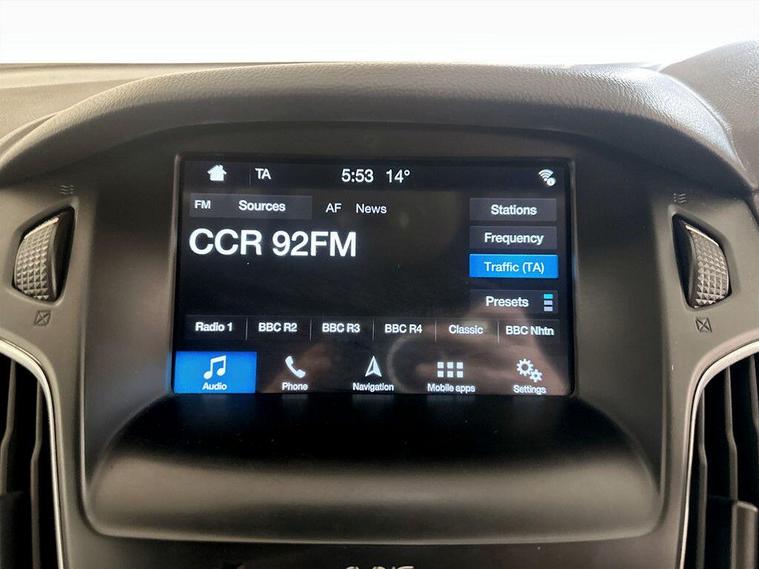 TA 5:53 14°
FM Sources AF News Stations
CCR 92FM
Frequency
Traffic (TA)
Presets
Radio 1 BBC R2 BBC R3 BBC R4 Classic BBC Nhtn
Audio Phone Navigation Mobile apps Settings